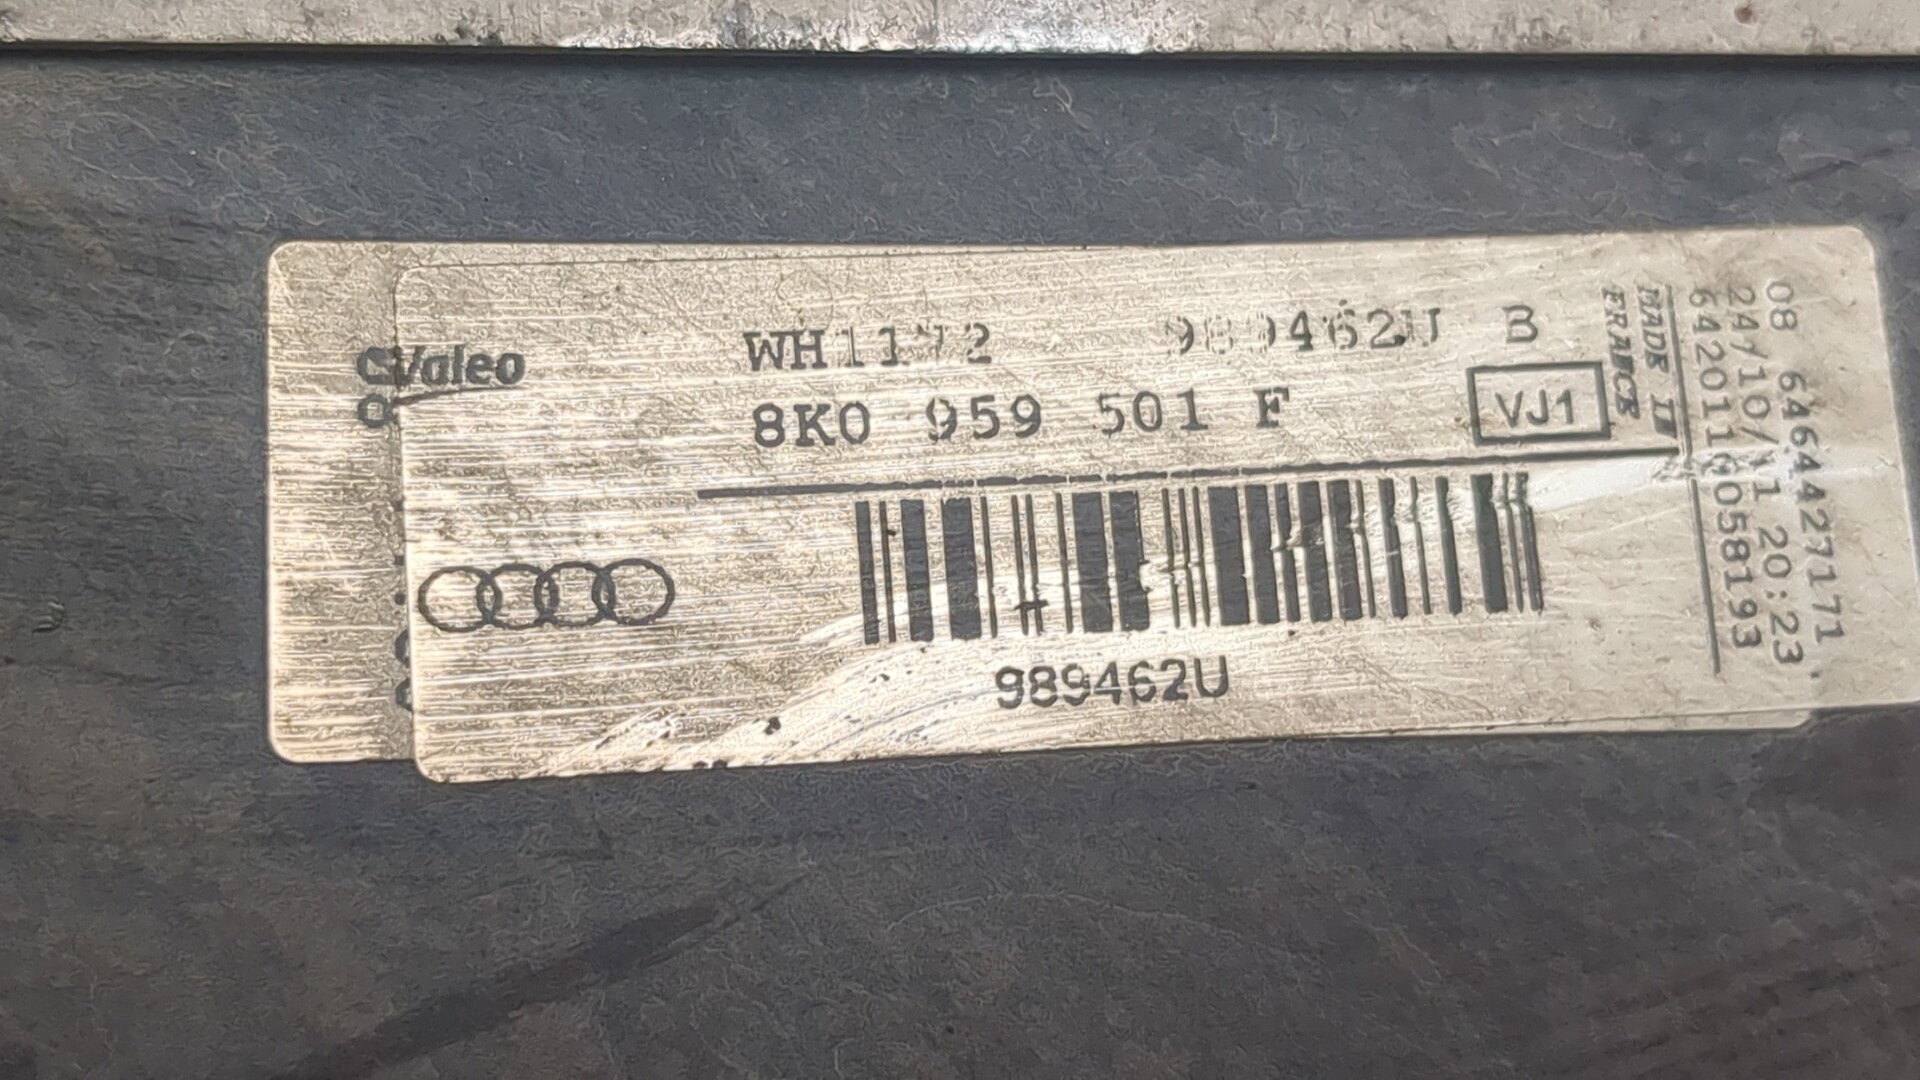 Valeo
WH1172 989462U B
8K0 959 501 F
VJ1
MADE IN
FRANCE
989462U
08 6464427171
24/10/11 20:23
6420110058193